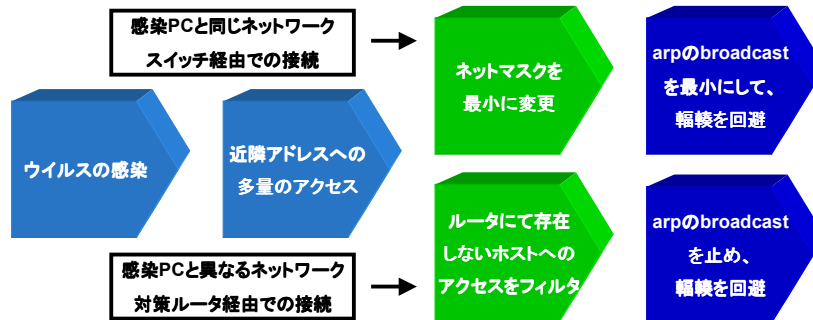 感染PCと同じネットワーク
スイッチ経由での接続
ネットマスクを
最小に変更
arpのbroadcast
を最小にして、
輻輳を回避
ウイルスの感染
近隣アドレスへの
多量のアクセス
感染PCと異なるネットワーク
対策ルータ経由での接続
ルータにて存在
しないホストへの
アクセスをフィルタ
arpのbroadcast
を止め、
輻輳を回避